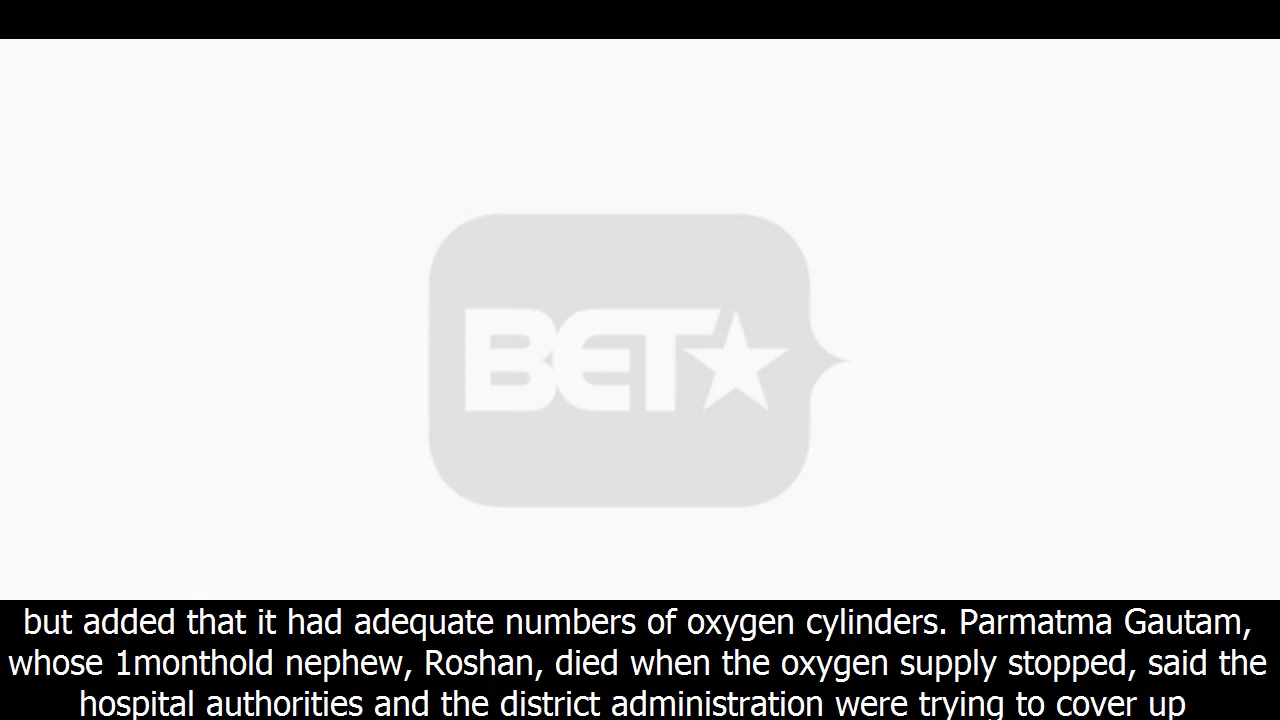 BET★
but added that it had adequate numbers of oxygen cylinders. Parmatma Gautam,
whose 1monthold nephew, Roshan, died when the oxygen supply stopped, said the
hospital authorities and the district administration were trying to cover up